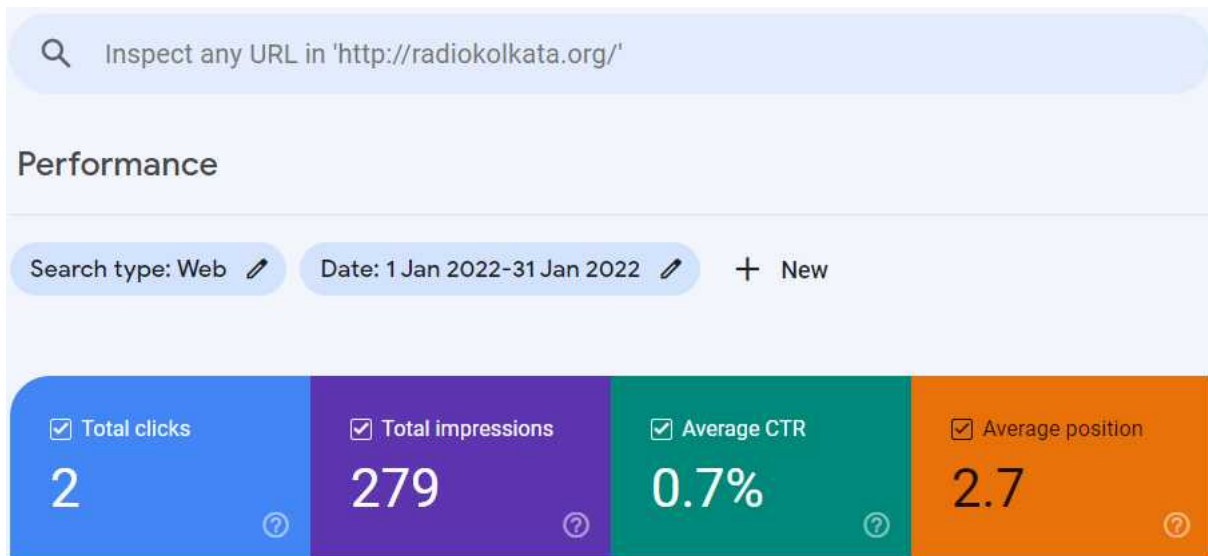 Inspect any URL in 'http://radiokolkata.org/'
Performance
Search type: Web Date: 1 Jan 2022-31 Jan 2022 + New
Total clicks Total impressions Average CTR Average position
2 279 0.7% 2.7